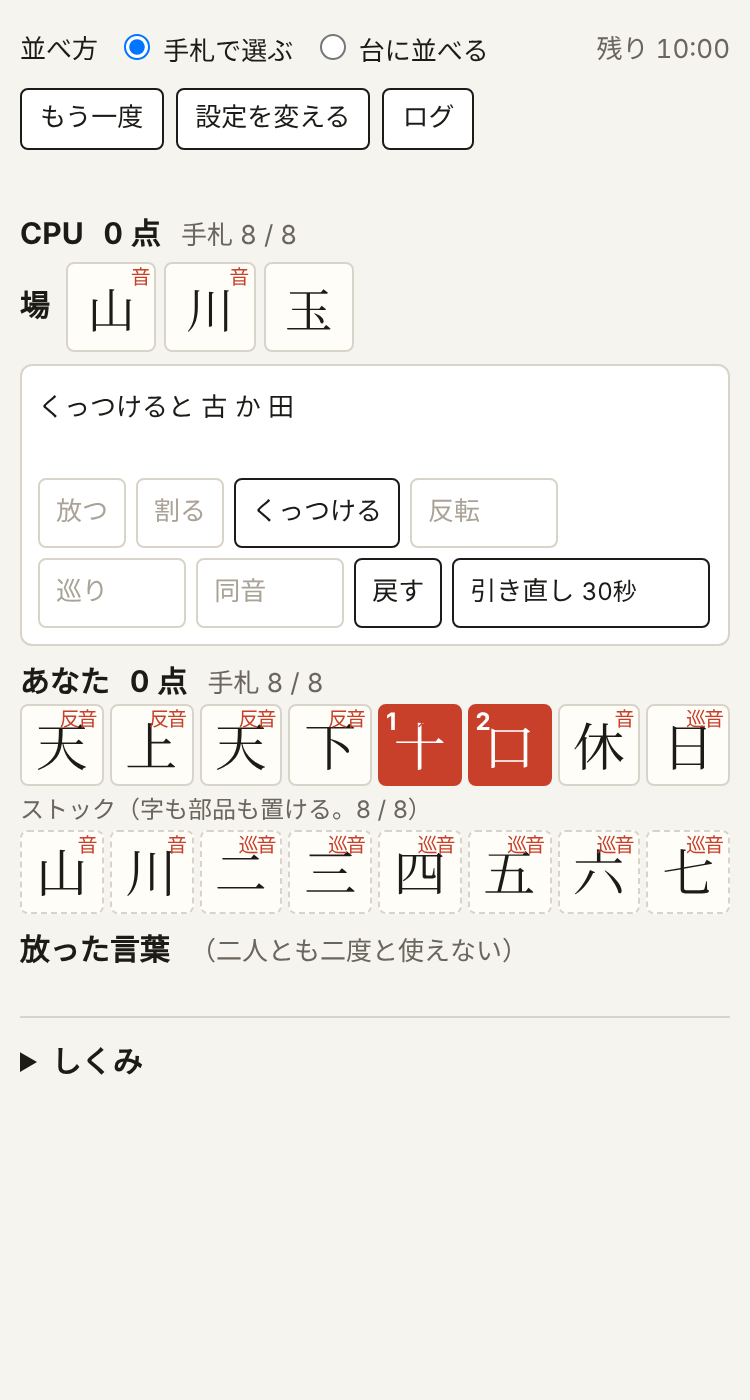 並べ方 手札で選ぶ 台に並べる 残り 10:00
もう一度 設定を変える ログ
CPU 0 点 手札 8 / 8
場 山 音 川 音 玉
くっつけると 古 か 田
放つ 割る くっつける 反転
巡り 同音 戻す 引き直し 30秒
あなた 0 点 手札 8 / 8
天 反音 上 反音 天 反音 下 反音 1 十 2 口 休 音 日 巡音
ストック（字も部品も置ける。8 / 8）
山 音 川 音 二 巡音 三 巡音 四 巡音 五 巡音 六 巡音 七 巡音
放った言葉 （二人とも二度と使えない）
しくみ